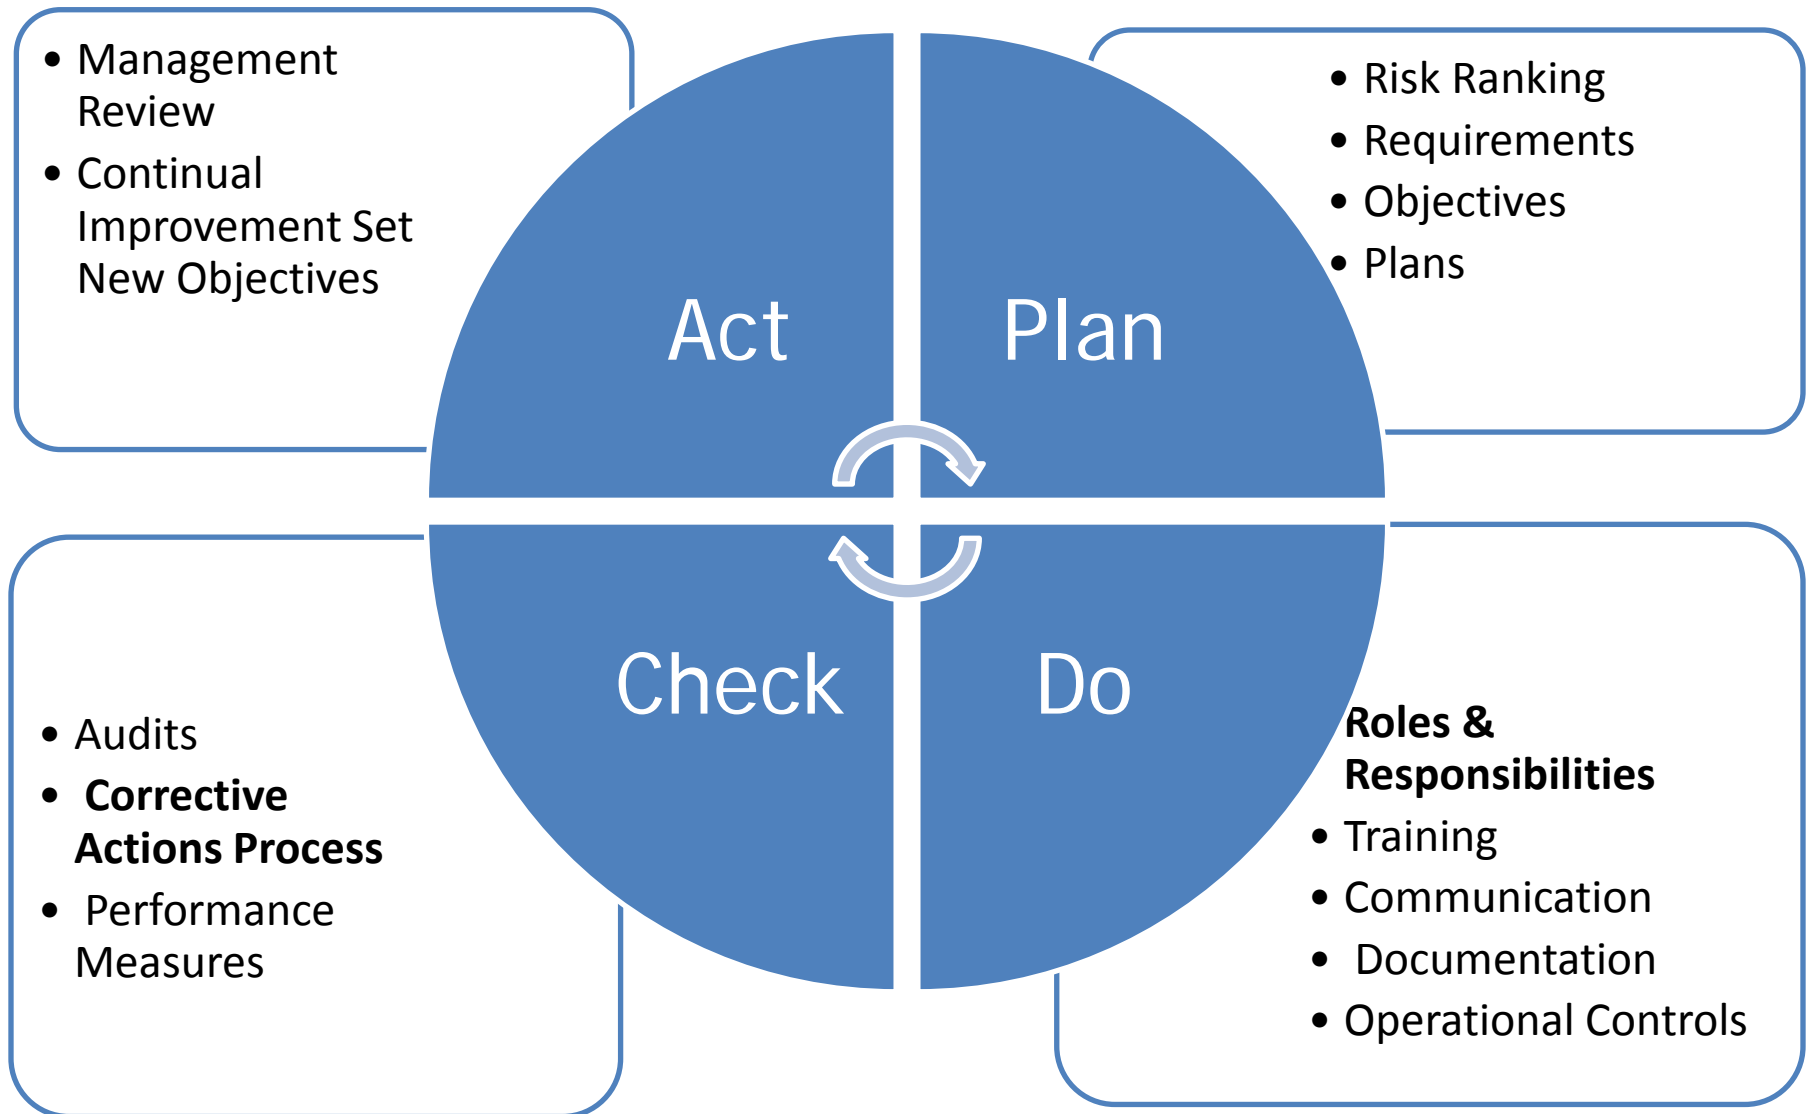 • Management
Review
• Continual
Improvement Set
New Objectives
• Risk Ranking
• Requirements
• Objectives
• Plans
Act
Plan
Check
Do
• Audits
• Corrective
Actions Process
• Performance
Measures
Roles &
Responsibilities
• Training
• Communication
• Documentation
• Operational Controls